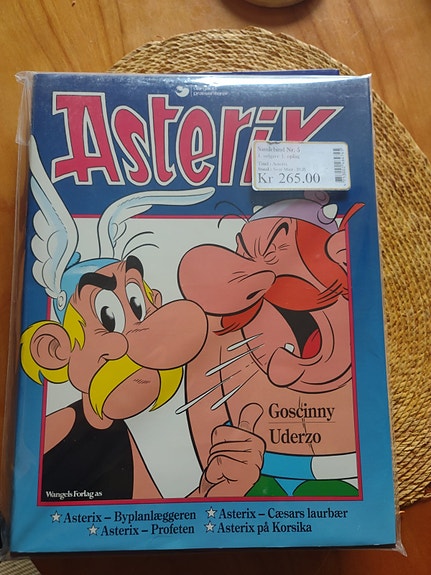 præsenterer
Asterix
Kr 265.00
Goscinny
Uderzo
Wangels Forlag as
Asterix – Byplanlæggeren
Asterix – Cæsars laurbær
Asterix – Profeten
Asterix på Korsika